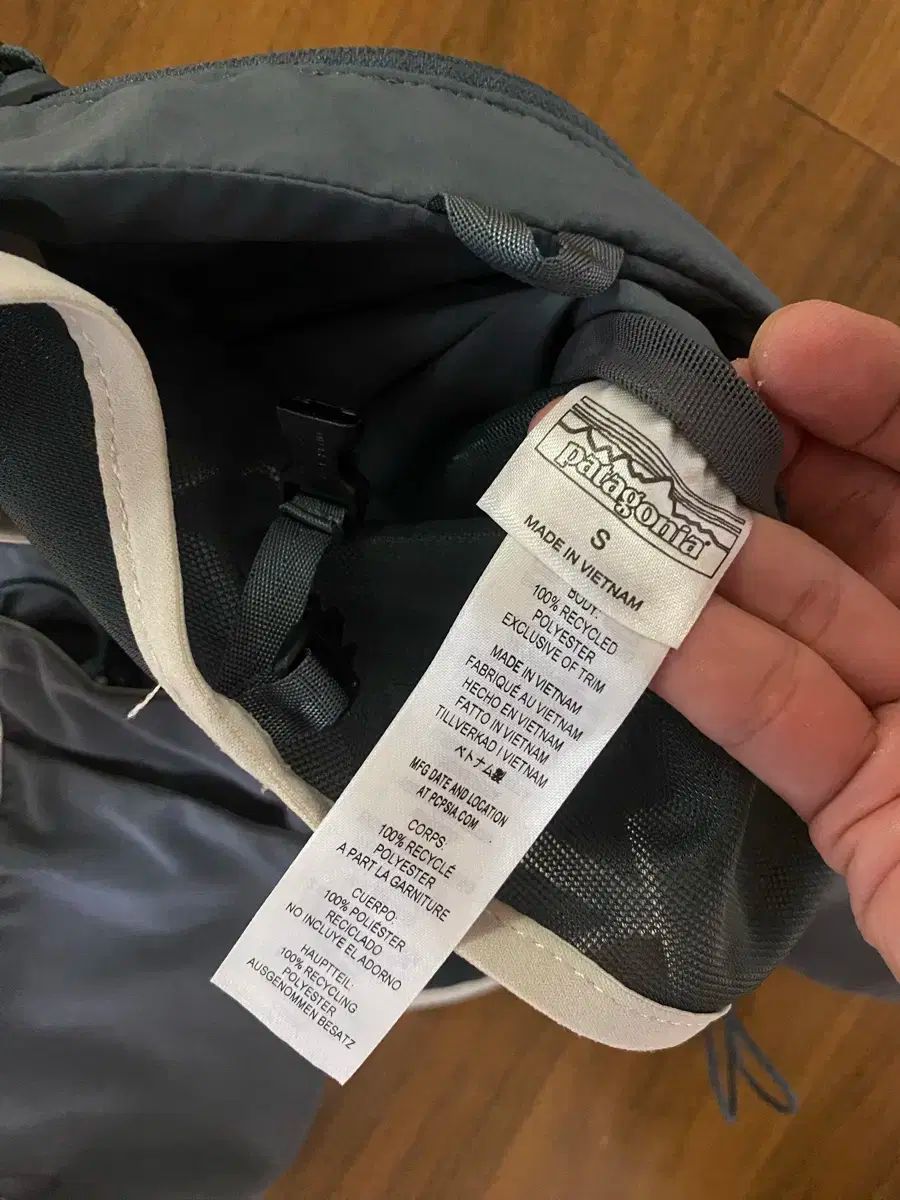 patagonia
S
MADE IN VIETNAM
BODY:
100% RECYCLED
POLYESTER
EXCLUSIVE OF TRIM
MADE IN VIETNAM
FABRIQUÉ AU VIETNAM
HECHO EN VIETNAM
FATTO IN VIETNAM
TILLVERKAD I VIETNAM
ベトナム製
MFG DATE AND LOCATION
AT PCPSIA.COM
CORPS:
100% RECYCLÉ
POLYESTER
A PART LA GARNITURE
CUERPO:
100% POLIÉSTER
RECICLADO
NO INCLUYE EL ADORNO
HAUPTTEIL:
100% RECYCLING
POLYESTER
AUSGENOMMEN BESATZ